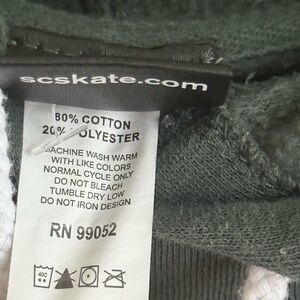 scskate.com
80% COTTON
20% POLYESTER
MACHINE WASH WARM
WITH LIKE COLORS
NORMAL CYCLE ONLY
DO NOT BLEACH
TUMBLE DRY LOW
DO NOT IRON DESIGN
RN 99052
40C